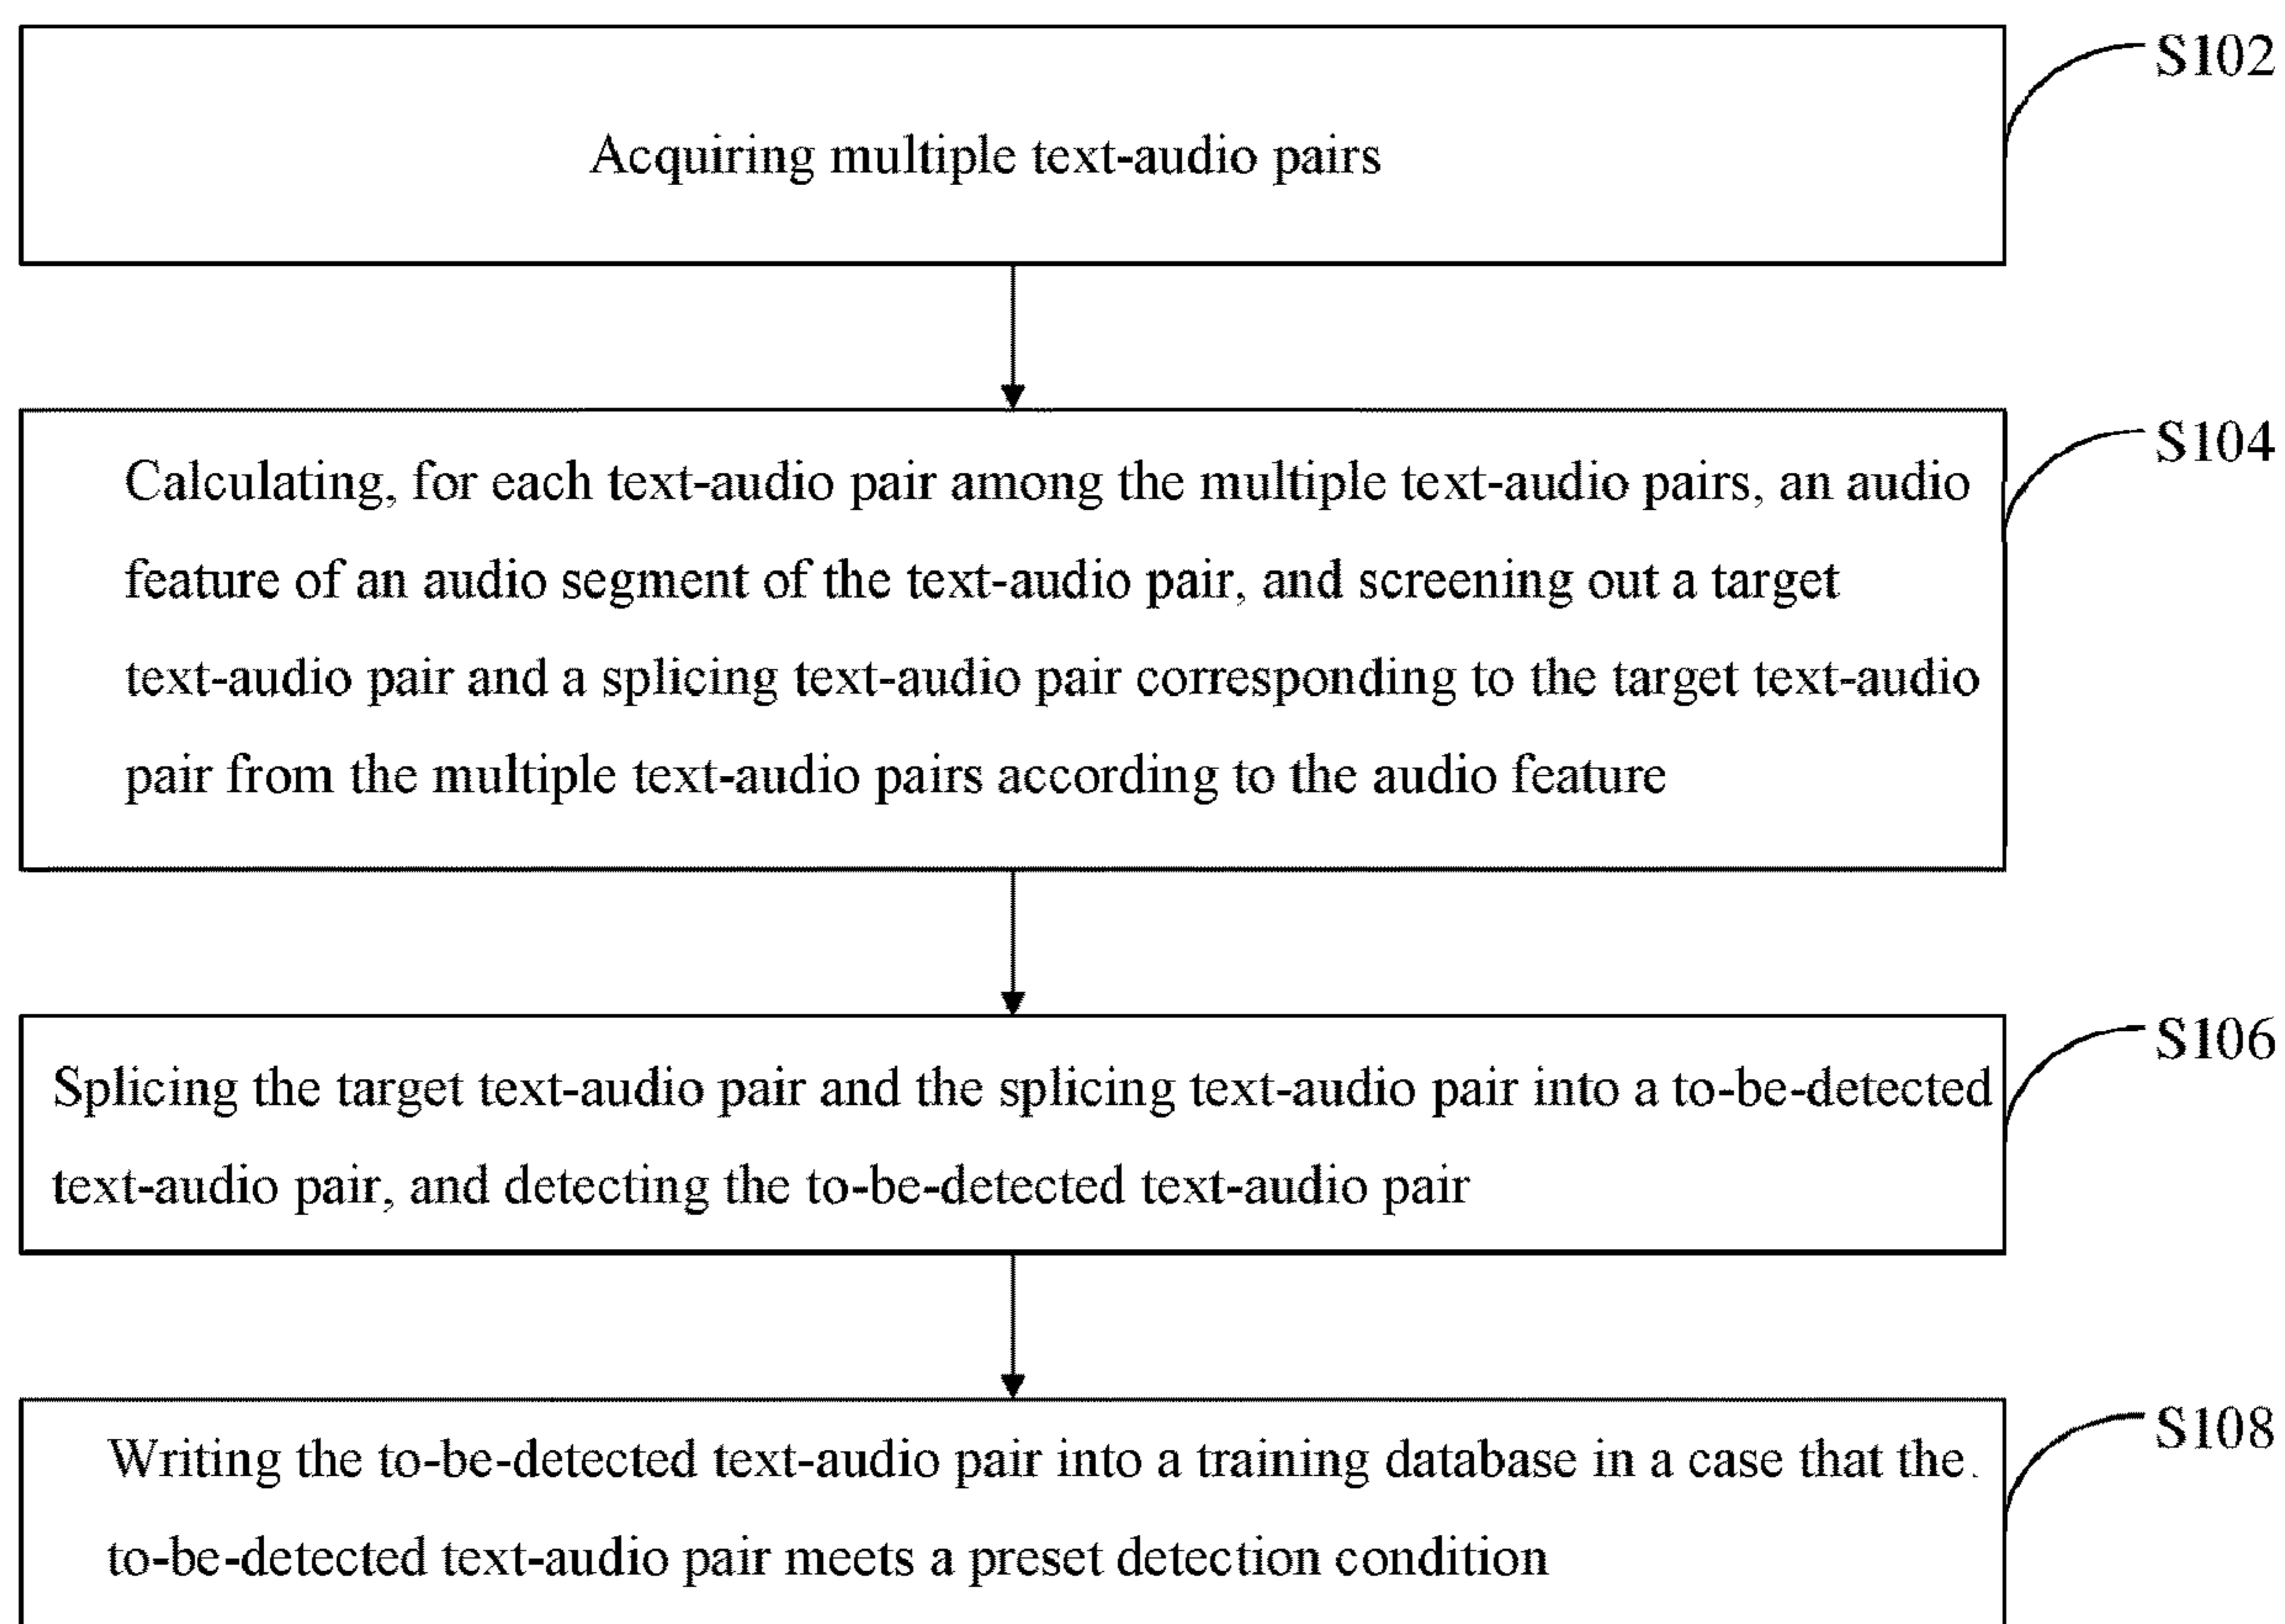 S102
Acquiring multiple text-audio pairs
S104
Calculating, for each text-audio pair among the multiple text-audio pairs, an audio
feature of an audio segment of the text-audio pair, and screening out a target
text-audio pair and a splicing text-audio pair corresponding to the target text-audio
pair from the multiple text-audio pairs according to the audio feature
S106
Splicing the target text-audio pair and the splicing text-audio pair into a to-be-detected
text-audio pair, and detecting the to-be-detected text-audio pair
S108
Writing the to-be-detected text-audio pair into a training database in a case that the
to-be-detected text-audio pair meets a preset detection condition